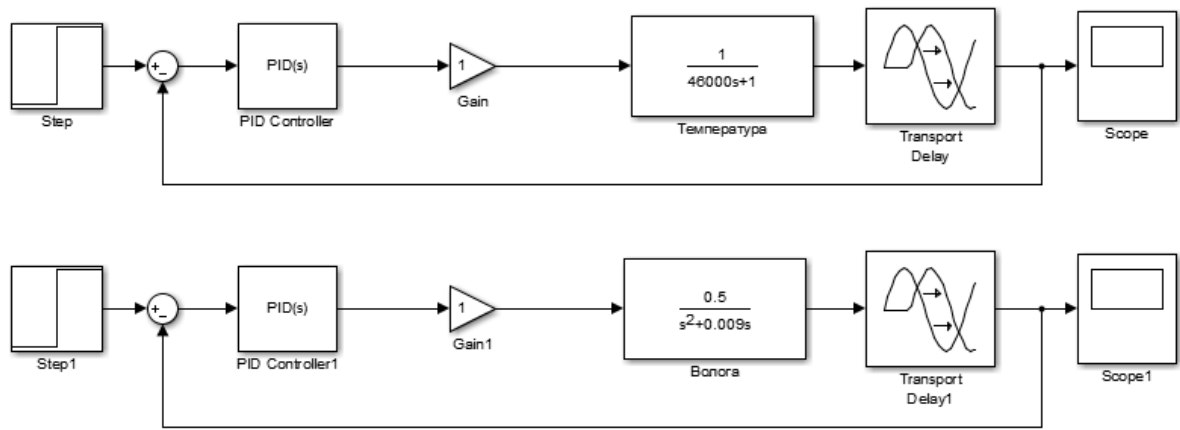 +
−
PID(s)
1
1
46000s+1
Step
PID Controller
Gain
Температура
Transport
Delay
Scope
+
−
PID(s)
1
0.5
s²+0.009s
Step1
PID Controller1
Gain1
Волога
Transport
Delay1
Scope1